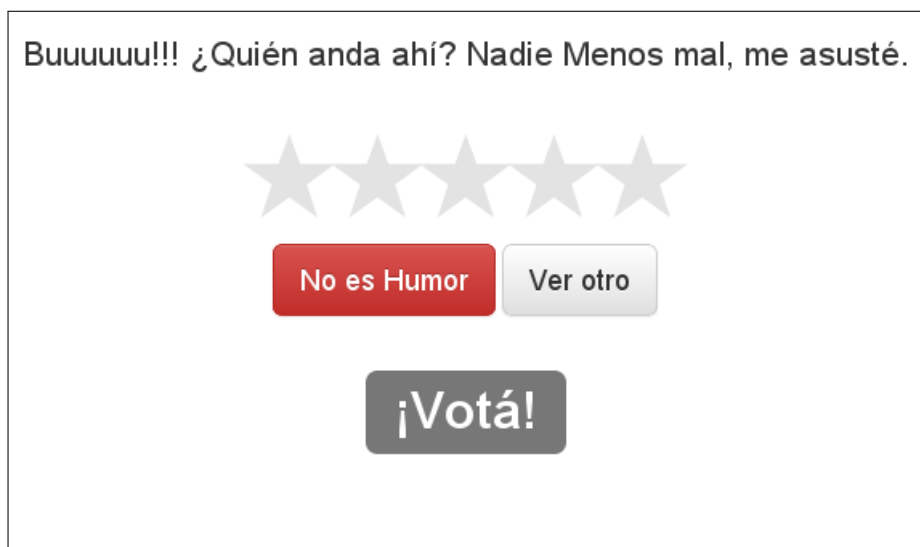 Buuuuuu!!! ¿Quién anda ahí? Nadie Menos mal, me asusté.
No es Humor Ver otro
¡Votá!